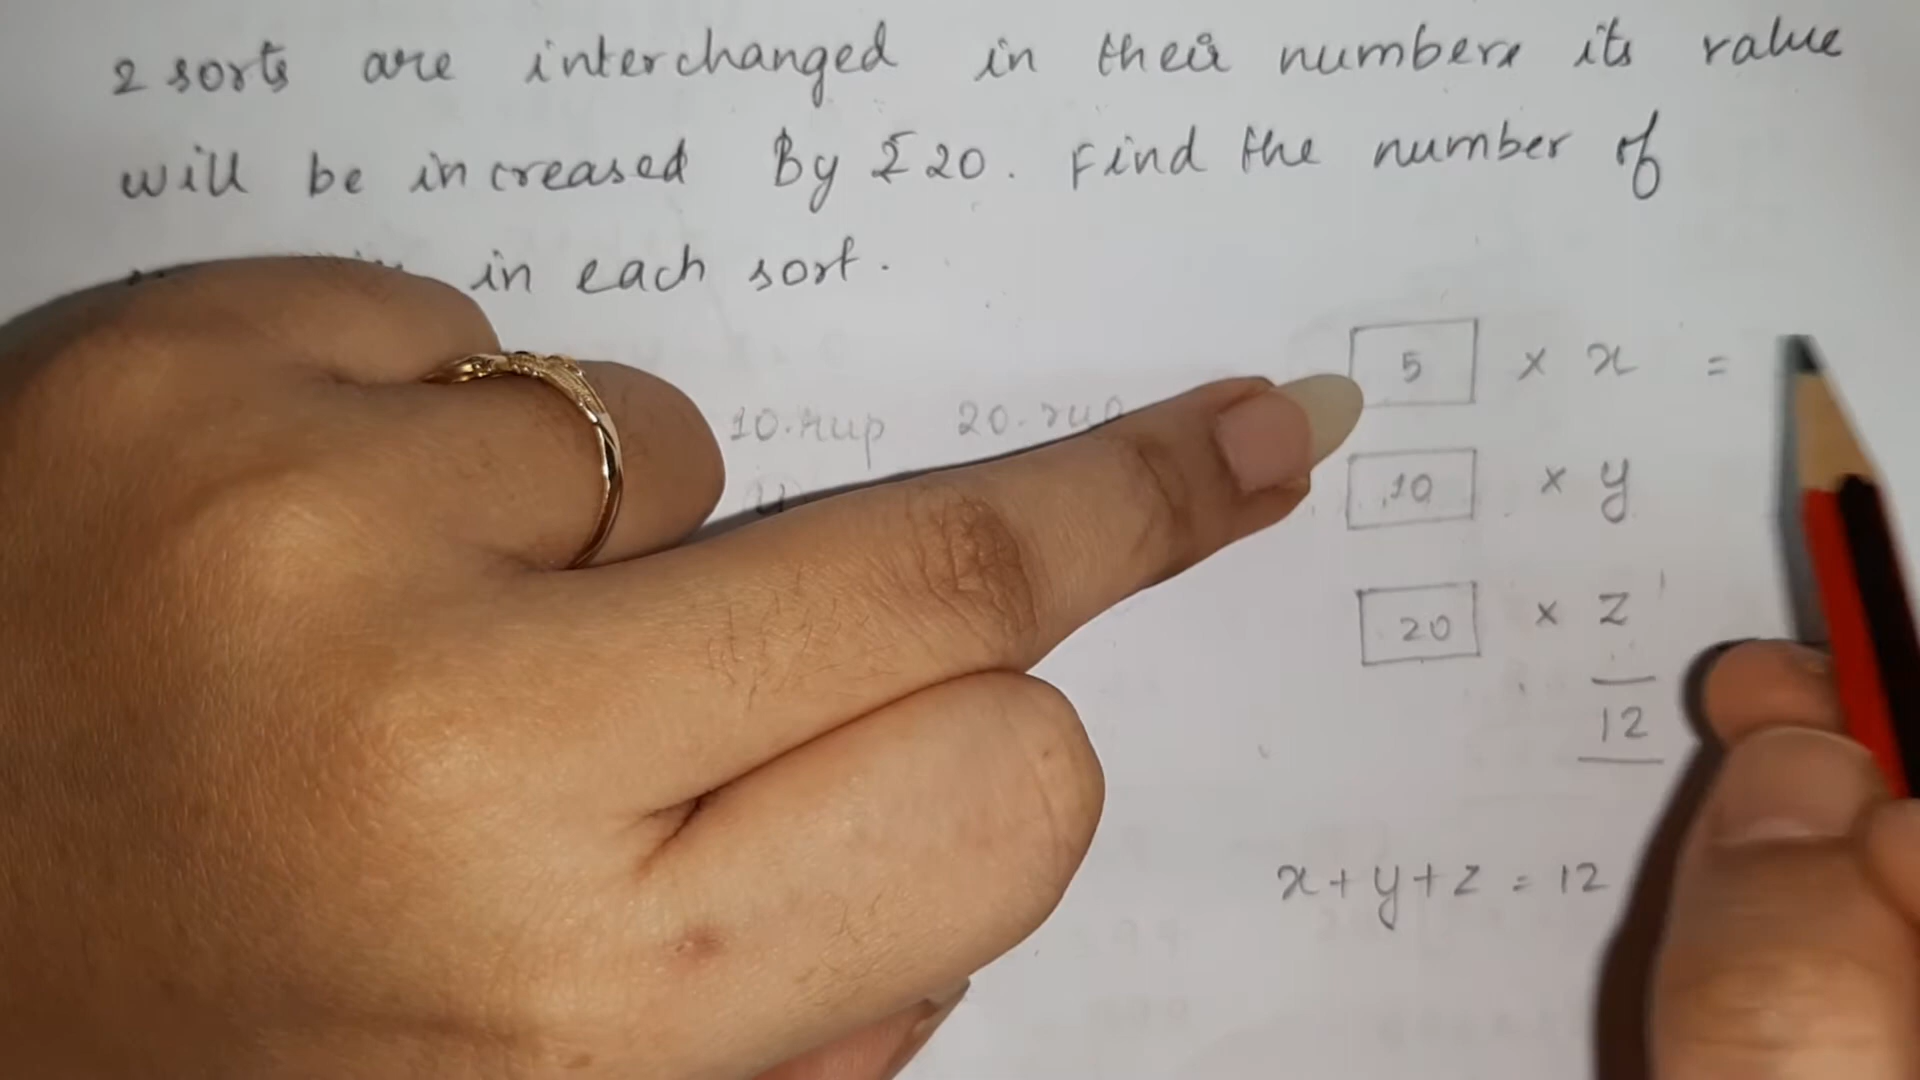 2 sorts are interchanged in their numbers its value
will be increased By ₹ 20. Find the number of
in each sort.
5 × x =
10.rup 20.rup
10 × y
y
20 × z
12
x+y+z = 12